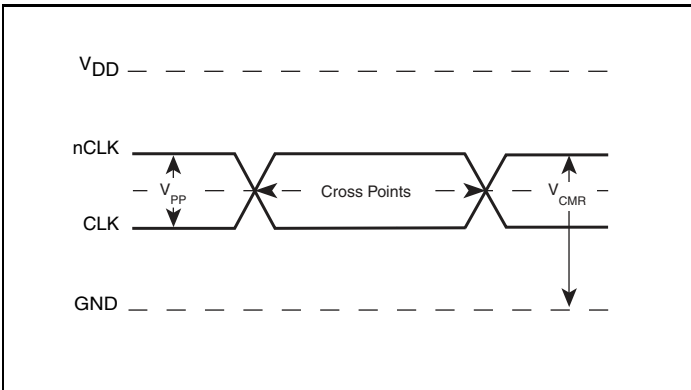 VDD
nCLK
VPP
Cross Points
VCMR
CLK
GND